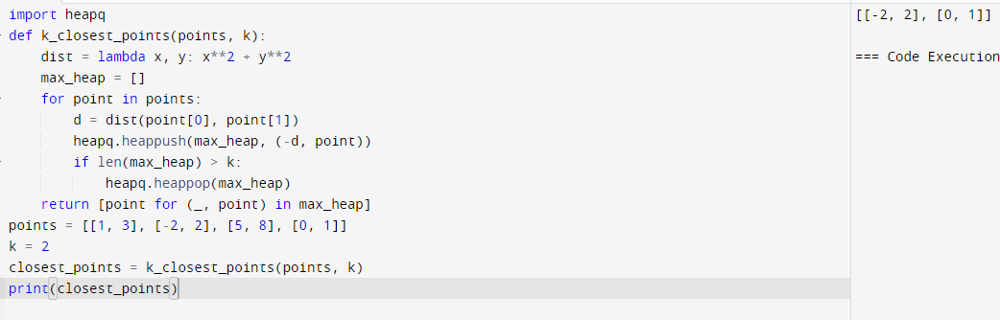 import heapq
def k_closest_points(points, k):
    dist = lambda x, y: x**2 + y**2
    max_heap = []
    for point in points:
        d = dist(point[0], point[1])
        heapq.heappush(max_heap, (-d, point))
        if len(max_heap) > k:
            heapq.heappop(max_heap)
    return [point for (_, point) in max_heap]
points = [[1, 3], [-2, 2], [5, 8], [0, 1]]
k = 2
closest_points = k_closest_points(points, k)
print(closest_points)
[[-2, 2], [0, 1]]
=== Code Execution